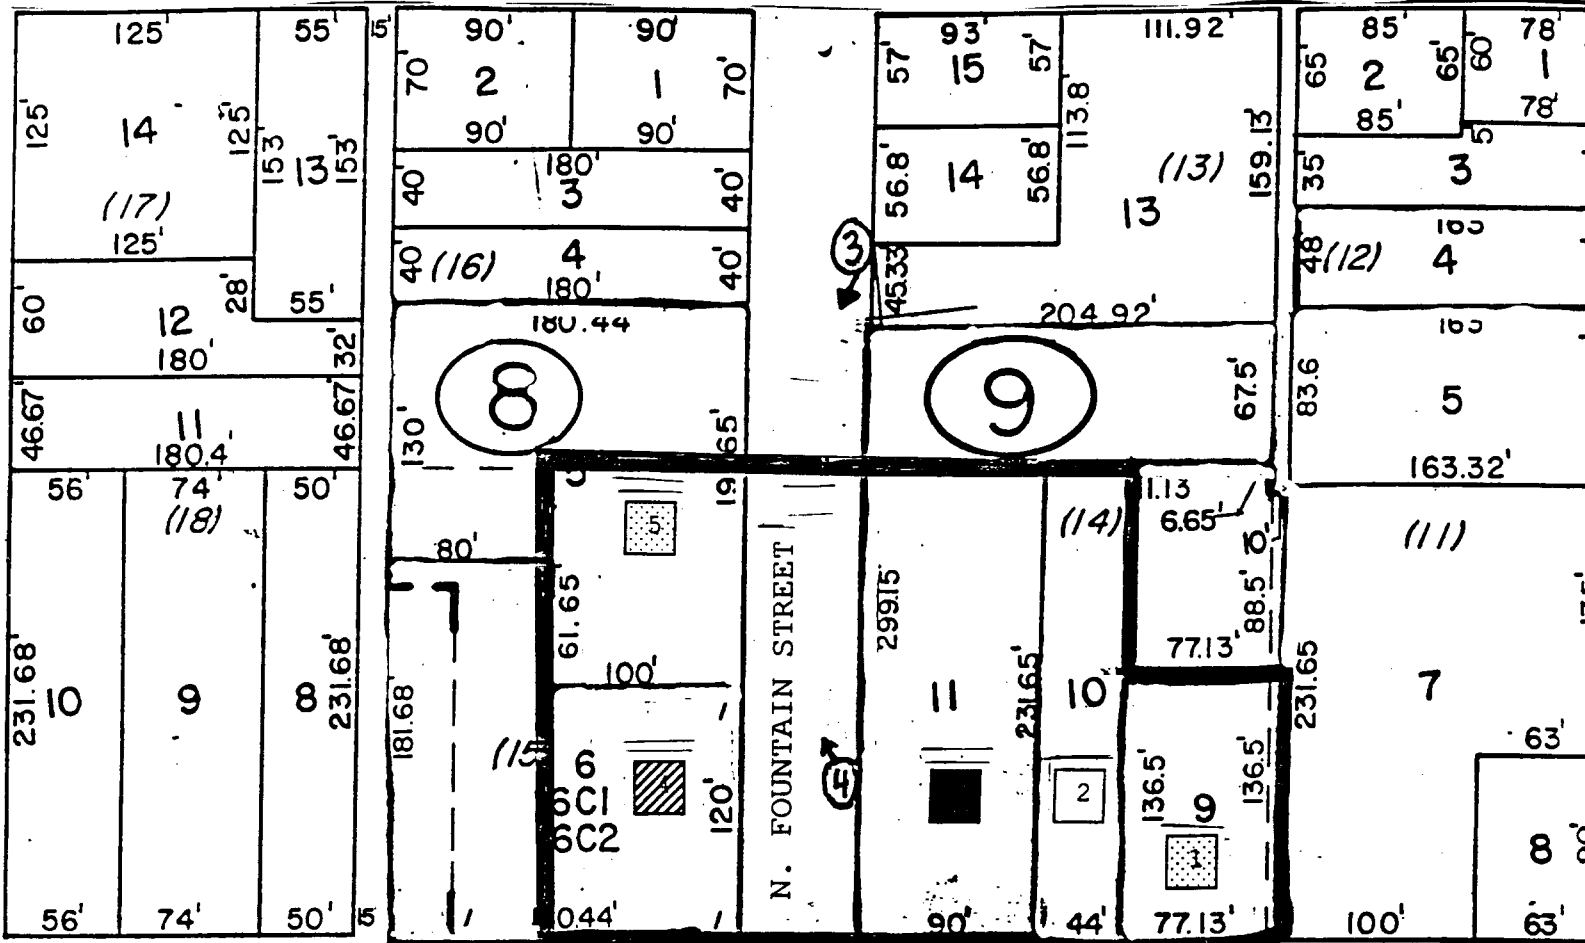 125' 55' 15' 90' 90' 93' 111.92' 85' 78'
70' 2 1 70' 57' 15 57' 65' 2 65' 60' 1
125' 14 125' 90' 90' 113.8' 159.13' 85' 78'
153' 13 153' 180' 56.8' 14 56.8' (13) 35' 5' 3
40' 3 40'
(17) 13
125' 4 3 48 (12) 4
40' (16) 40' 45.33'
60' 12 28' 55' 180' 204.92'
180.44
180' 32' 8 9 67.5' 83.6 5
46.67' 11 46.67' 130'
180.4' 163.32'
56' 74' 50' 1.13
(18) 5 (14) 6.65' (11)
80' 10'
61.65 299.15 88.5'
77.13'
231.68' 10 9 8 231.68' 181.68' 100' N. FOUNTAIN STREET 11 231.65' 10 231.65 7
(15 63'
6 4 2 136.5' 9 136.5'
6C1 120'
6C2 1 8
56' 74' 50' 15' 0.44' 90' 44' 77.13' 100' 63'